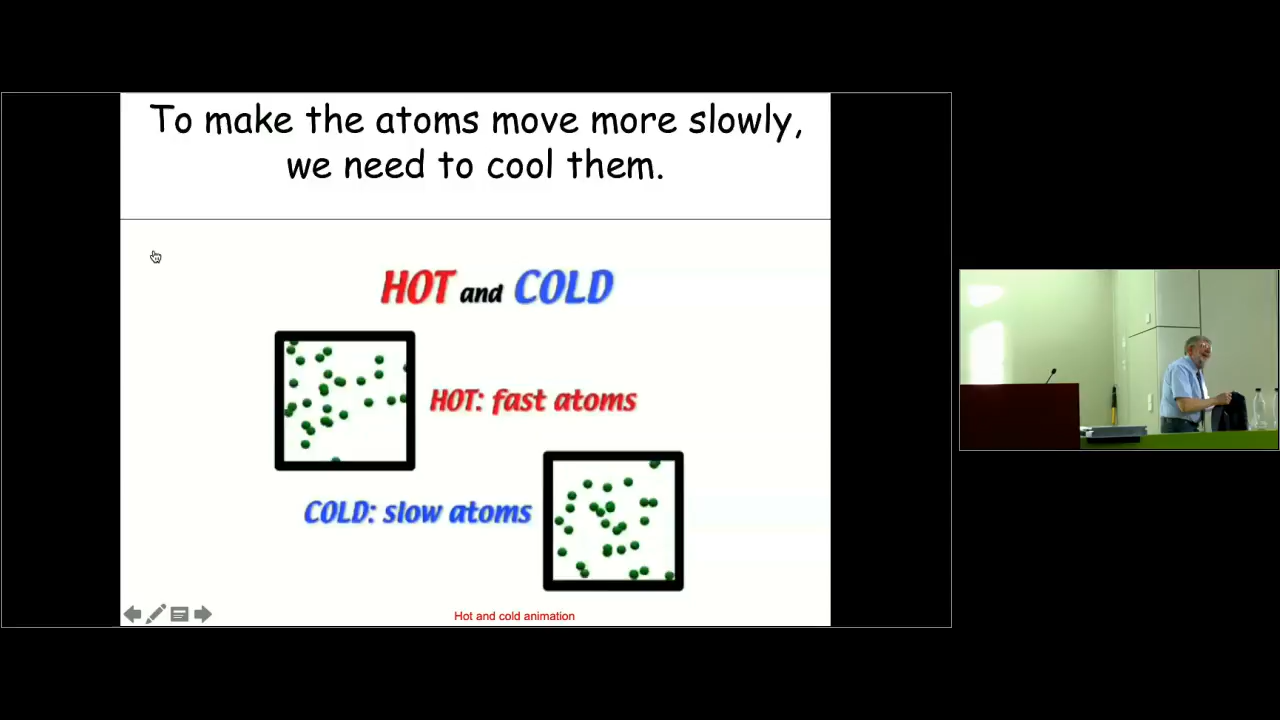 To make the atoms move more slowly,
we need to cool them.
HOT and COLD
HOT: fast atoms
COLD: slow atoms
Hot and cold animation